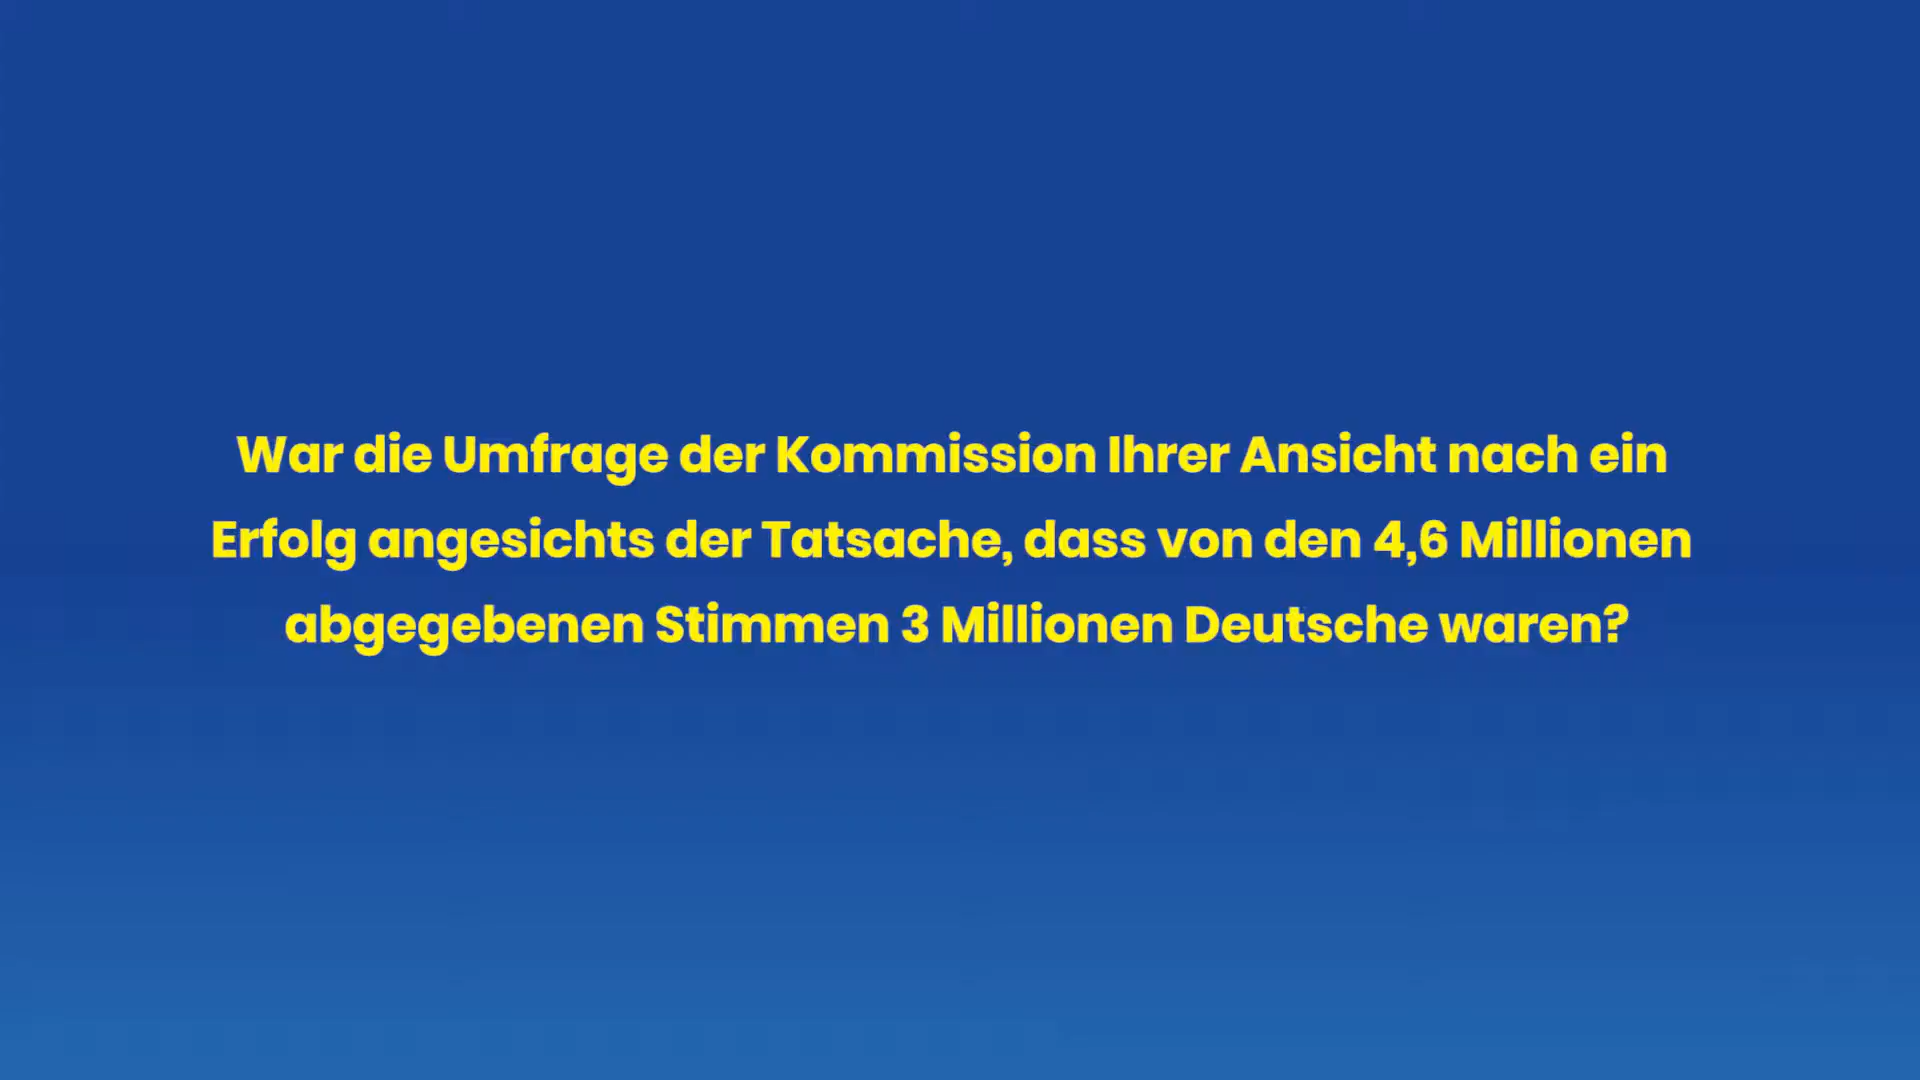 War die Umfrage der Kommission Ihrer Ansicht nach ein
Erfolg angesichts der Tatsache, dass von den 4,6 Millionen
abgegebenen Stimmen 3 Millionen Deutsche waren?